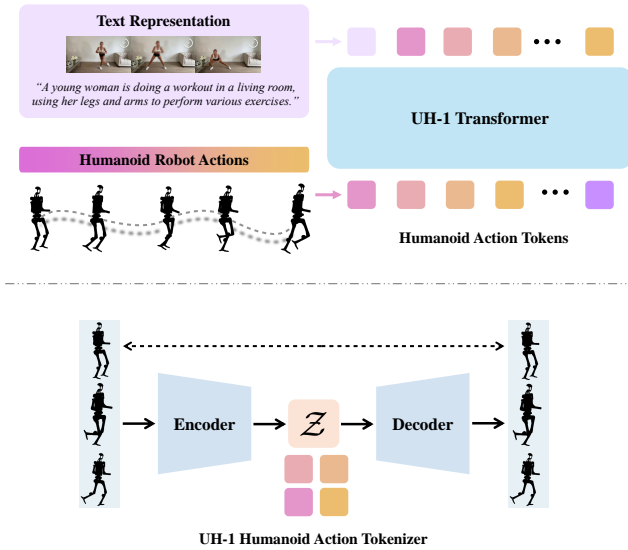 Text Representation
“A young woman is doing a workout in a living room,
using her legs and arms to perform various exercises.”
UH-1 Transformer
Humanoid Robot Actions
Humanoid Action Tokens
Encoder
Z
Decoder
UH-1 Humanoid Action Tokenizer